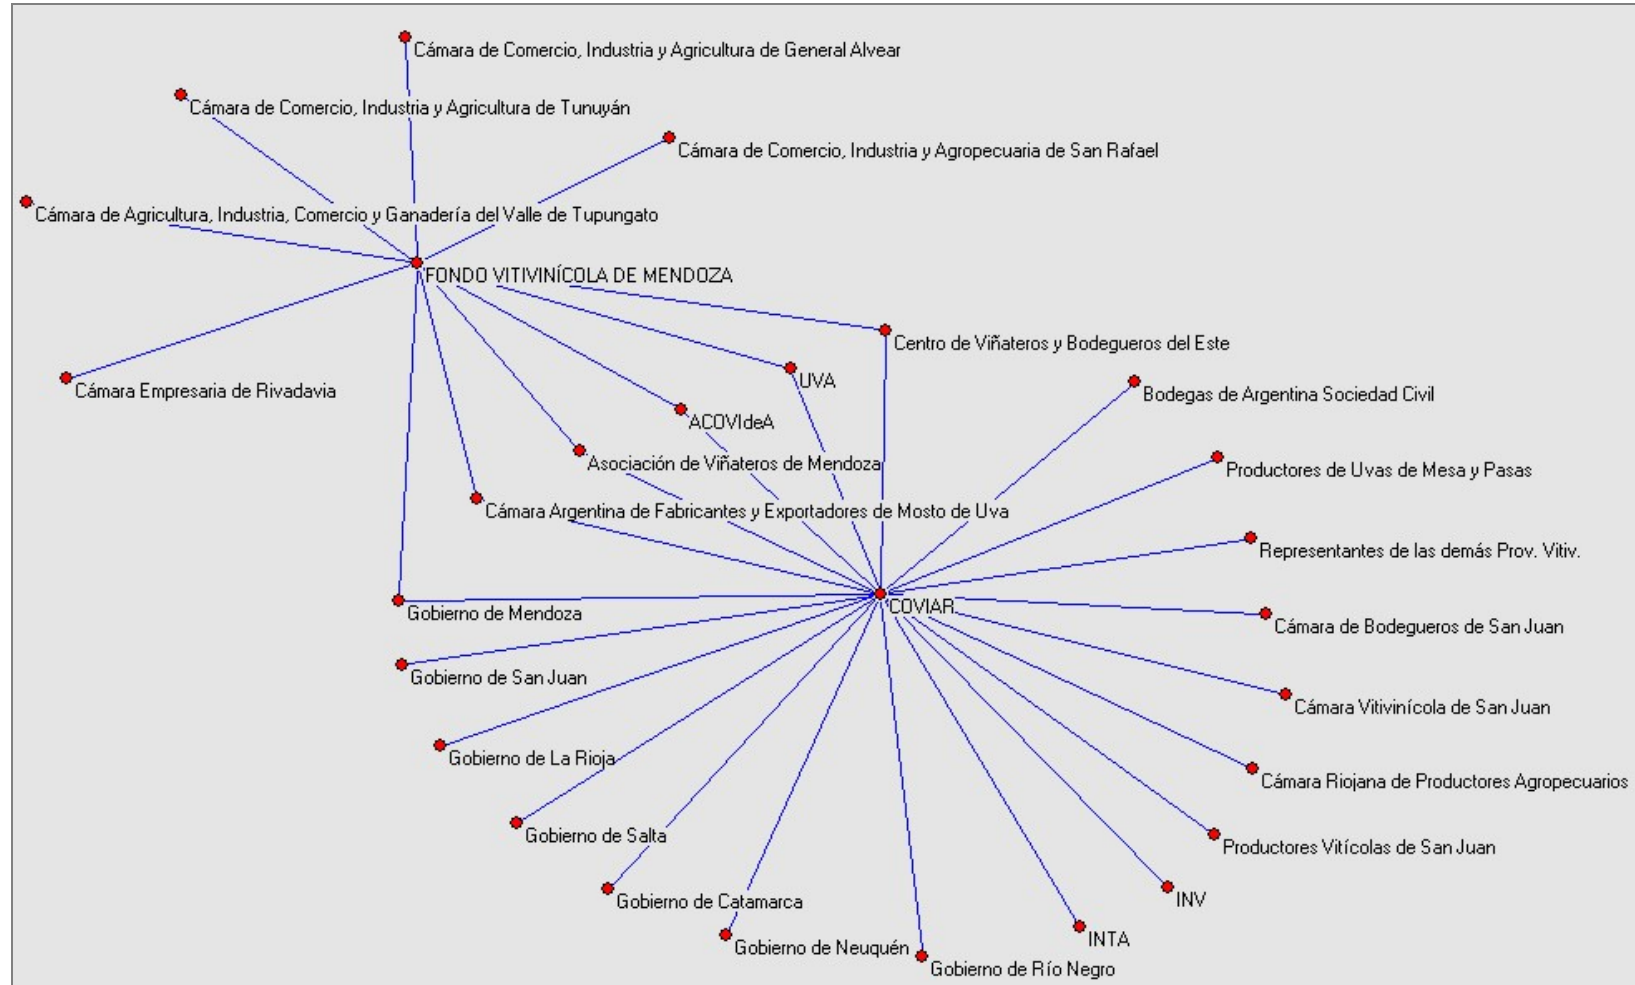 Cámara de Comercio, Industria y Agricultura de General Alvear
Cámara de Comercio, Industria y Agricultura de Tunuyán
Cámara de Comercio, Industria y Agropecuaria de San Rafael
Cámara de Agricultura, Industria, Comercio y Ganadería del Valle de Tupungato
FONDO VITIVINÍCOLA DE MENDOZA
Centro de Viñateros y Bodegueros del Este
UVA
Cámara Empresaria de Rivadavia
Bodegas de Argentina Sociedad Civil
ACOVIdeA
Asociación de Viñateros de Mendoza
Productores de Uvas de Mesa y Pasas
Cámara Argentina de Fabricantes y Exportadores de Mosto de Uva
Representantes de las demás Prov. Vitiv.
COVIAR
Gobierno de Mendoza
Cámara de Bodegueros de San Juan
Gobierno de San Juan
Cámara Vitivinícola de San Juan
Gobierno de La Rioja
Cámara Riojana de Productores Agropecuarios
Gobierno de Salta
Productores Vitícolas de San Juan
Gobierno de Catamarca
INV
INTA
Gobierno de Neuquén
Gobierno de Río Negro